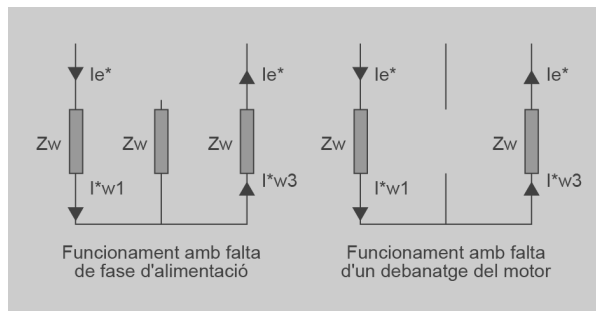 Ie* Ie* Ie* Ie*
Zw Zw Zw Zw Zw
I*w1 I*w3 I*w1 I*w3
Funcionament amb falta
de fase d'alimentació
Funcionament amb falta
d'un debanatge del motor